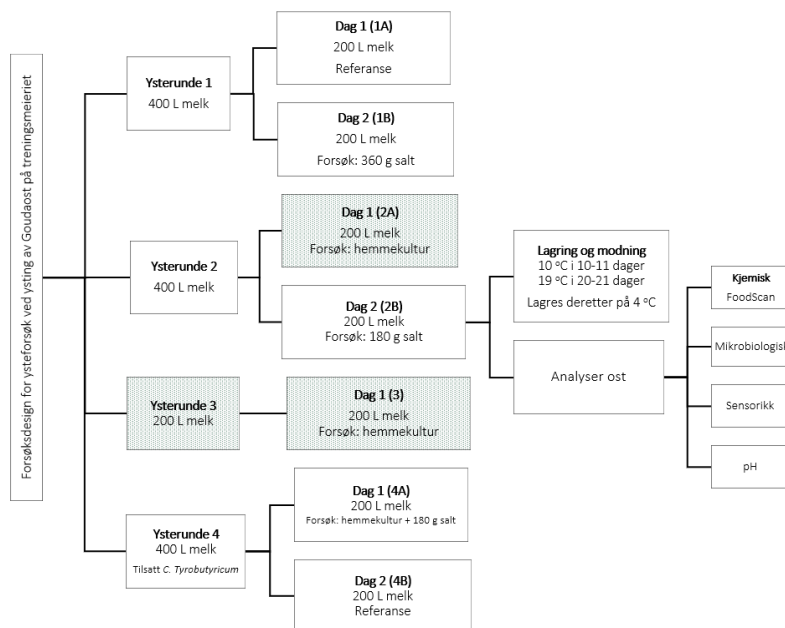 Forsøksdesign for ysteforsøk ved ysting av Goudaost på treningsmeieriet
Ysterunde 1
400 L melk
Dag 1 (1A)
200 L melk
Referanse
Dag 2 (1B)
200 L melk
Forsøk: 360 g salt
Ysterunde 2
400 L melk
Dag 1 (2A)
200 L melk
Forsøk: hemmekultur
Dag 2 (2B)
200 L melk
Forsøk: 180 g salt
Ysterunde 3
200 L melk
Dag 1 (3)
200 L melk
Forsøk: hemmekultur
Ysterunde 4
400 L melk
Tilsatt C. Tyrobutyricum
Dag 1 (4A)
200 L melk
Forsøk: hemmekultur + 180 g salt
Dag 2 (4B)
200 L melk
Referanse
Lagring og modning
10 °C i 10-11 dager
19 °C i 20-21 dager
Lagres deretter på 4 °C
Analyser ost
Kjemisk
FoodScan
Mikrobiologisk
Sensorikk
pH